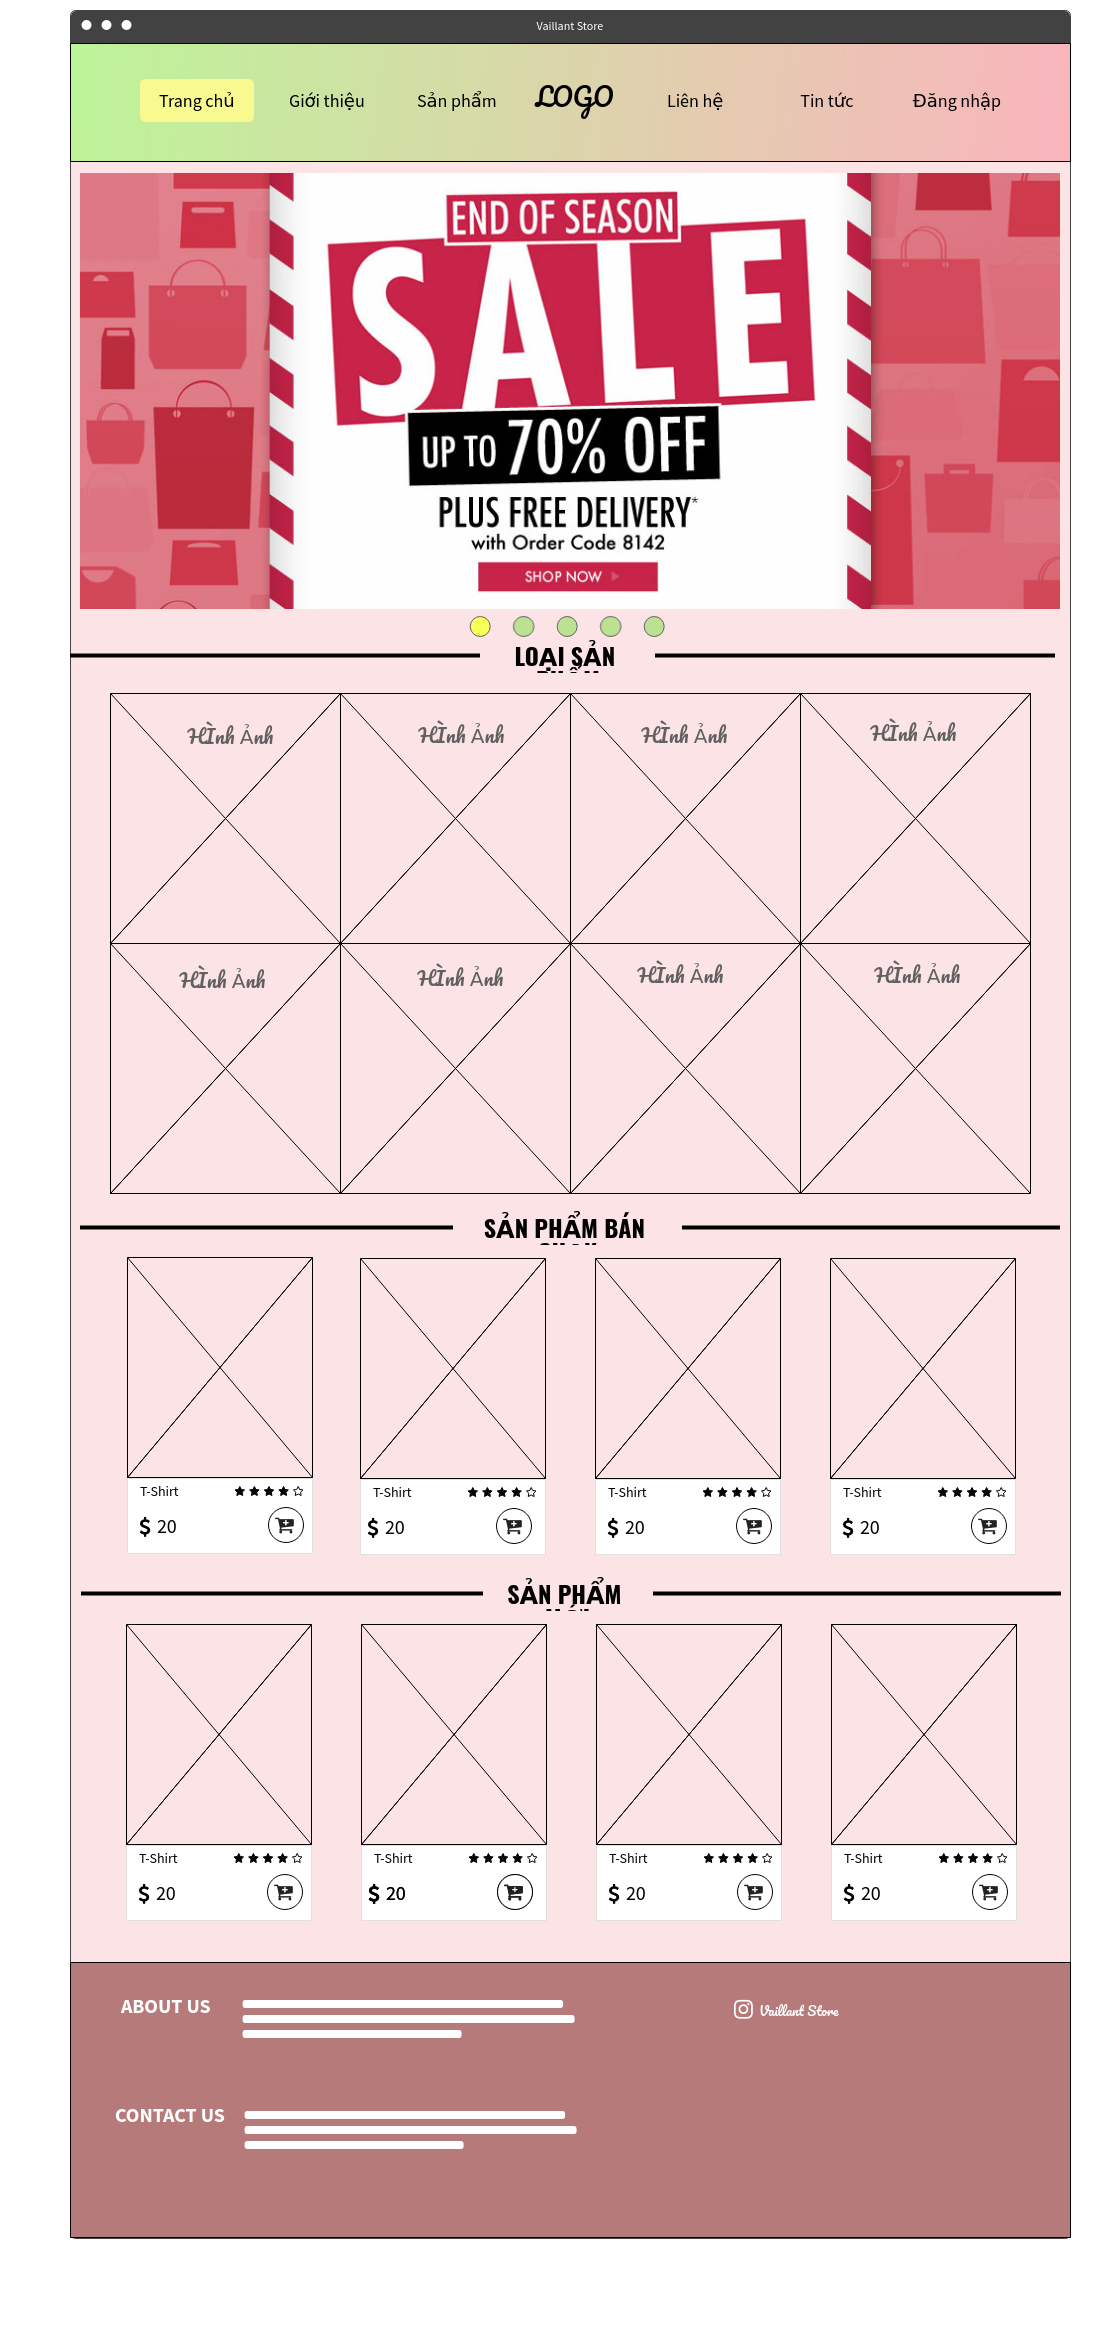 Vaillant Store
Trang chủ Giới thiệu Sản phẩm LOGO Liên hệ Tin tức Đăng nhập
END OF SEASON
SALE
UP TO 70% OFF
PLUS FREE DELIVERY*
with Order Code 8142
SHOP NOW
LOẠI SẢN
HÌnh Ảnh HÌnh Ảnh HÌnh Ảnh HÌnh Ảnh
HÌnh Ảnh HÌnh Ảnh HÌnh Ảnh HÌnh Ảnh
SẢN PHẨM BÁN
T-Shirt T-Shirt T-Shirt T-Shirt
$ 20 $ 20 $ 20 $ 20
SẢN PHẨM
T-Shirt T-Shirt T-Shirt T-Shirt
$ 20 $ 20 $ 20 $ 20
ABOUT US
Vaillant Store
CONTACT US